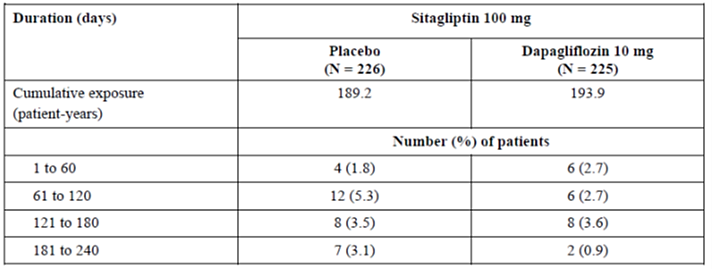 Duration (days) Sitagliptin 100 mg
Placebo Dapagliflozin 10 mg
(N = 226) (N = 225)
Cumulative exposure 189.2 193.9
(patient-years)
Number (%) of patients
1 to 60 4 (1.8) 6 (2.7)
61 to 120 12 (5.3) 6 (2.7)
121 to 180 8 (3.5) 8 (3.6)
181 to 240 7 (3.1) 2 (0.9)